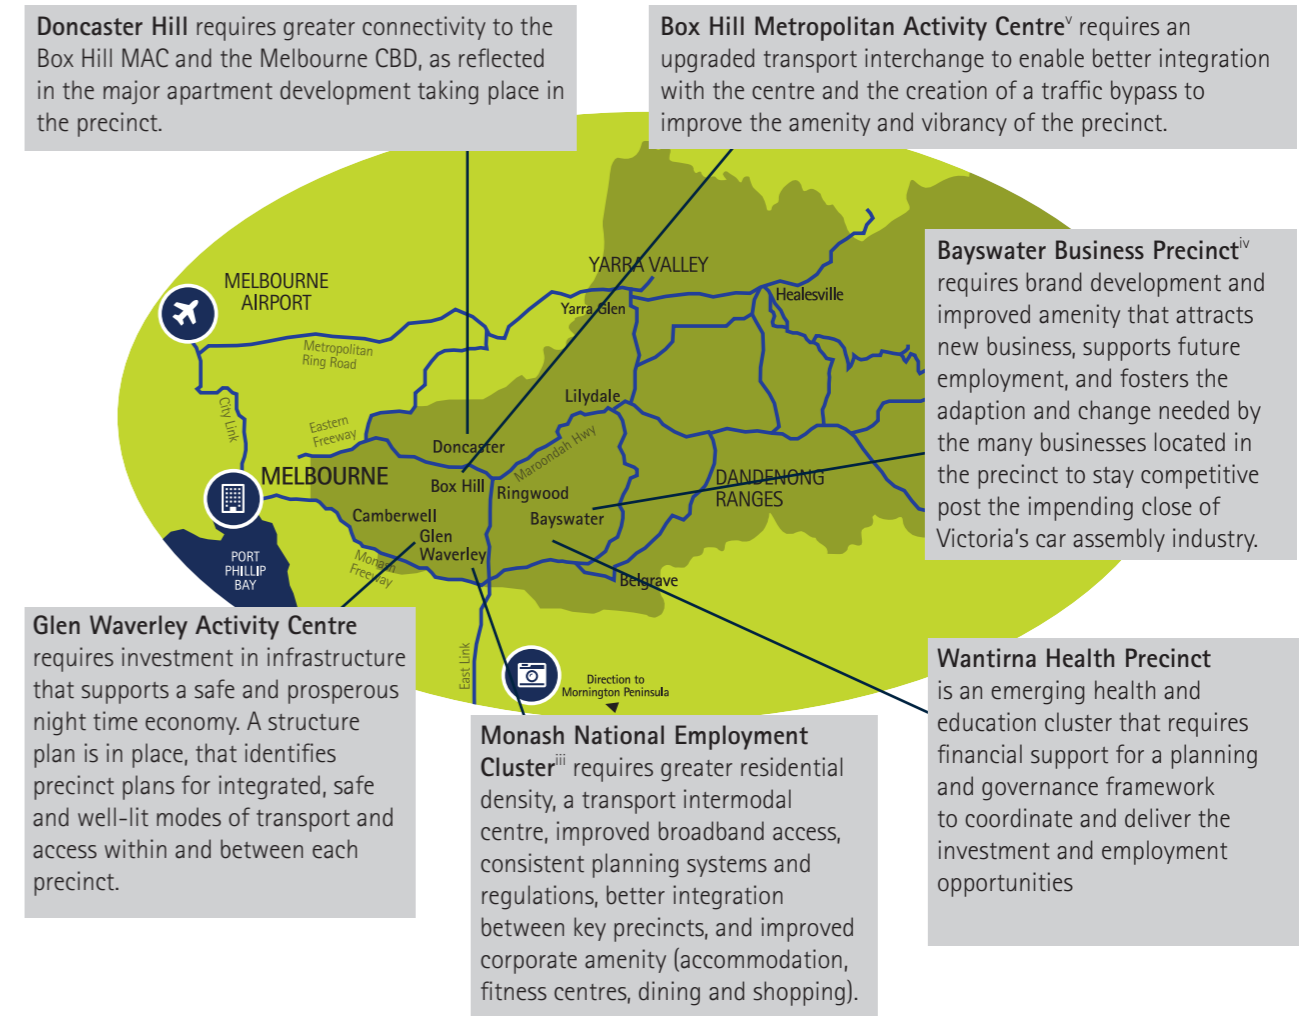 Doncaster Hill requires greater connectivity to the
Box Hill MAC and the Melbourne CBD, as reflected
in the major apartment development taking place in
the precinct.
Box Hill Metropolitan Activity Centreᵛ requires an
upgraded transport interchange to enable better integration
with the centre and the creation of a traffic bypass to
improve the amenity and vibrancy of the precinct.
Bayswater Business Precinctⁱᵛ
requires brand development and
improved amenity that attracts
new business, supports future
employment, and fosters the
adaption and change needed by
the many businesses located in
the precinct to stay competitive
post the impending close of
Victoria's car assembly industry.
YARRA VALLEY
MELBOURNE
AIRPORT
Healesville
Yarra Glen
Metropolitan
Ring Road
City Link
Lilydale
Eastern
Freeway
Maroondah Hwy
Doncaster
MELBOURNE
Box Hill
Ringwood
DANDENONG
RANGES
Camberwell
Bayswater
Glen
Waverley
PORT
PHILLIP
BAY
Monash
Freeway
Belgrave
East Link
Direction to
Mornington Peninsula
Glen Waverley Activity Centre
requires investment in infrastructure
that supports a safe and prosperous
night time economy. A structure
plan is in place, that identifies
precinct plans for integrated, safe
and well-lit modes of transport and
access within and between each
precinct.
Monash National Employment
Clusterⁱⁱⁱ requires greater residential
density, a transport intermodal
centre, improved broadband access,
consistent planning systems and
regulations, better integration
between key precincts, and improved
corporate amenity (accommodation,
fitness centres, dining and shopping).
Wantirna Health Precinct
is an emerging health and
education cluster that requires
financial support for a planning
and governance framework
to coordinate and deliver the
investment and employment
opportunities